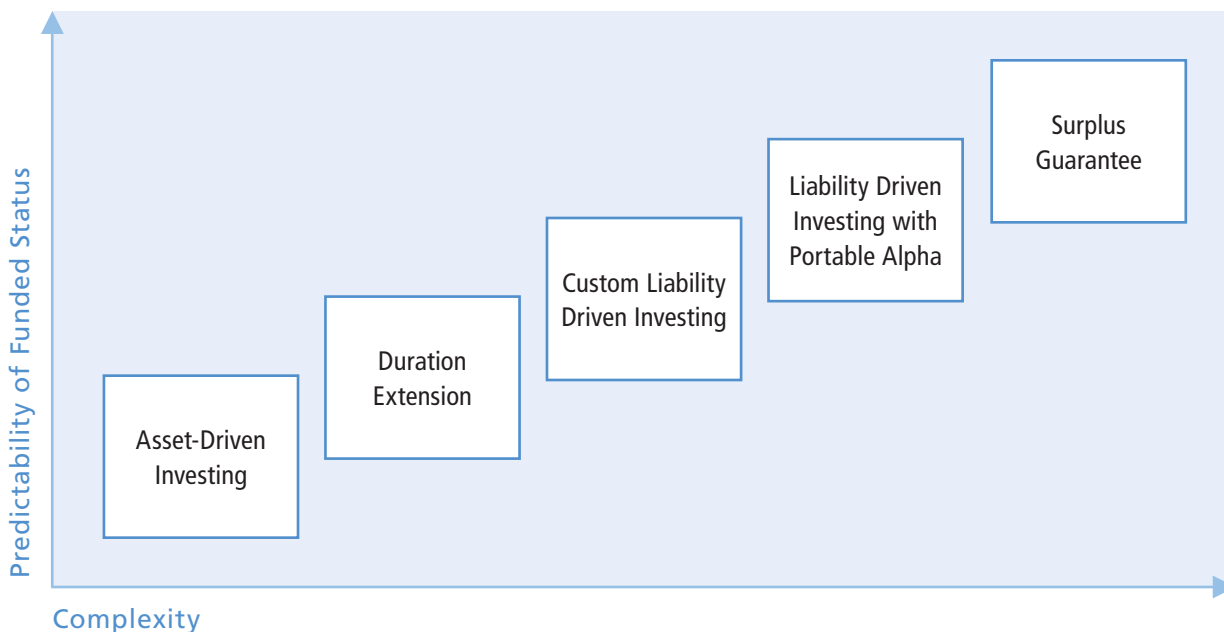 Predictability of Funded Status
Surplus
Guarantee
Liability Driven
Investing with
Portable Alpha
Custom Liability
Driven Investing
Duration
Extension
Asset-Driven
Investing
Complexity